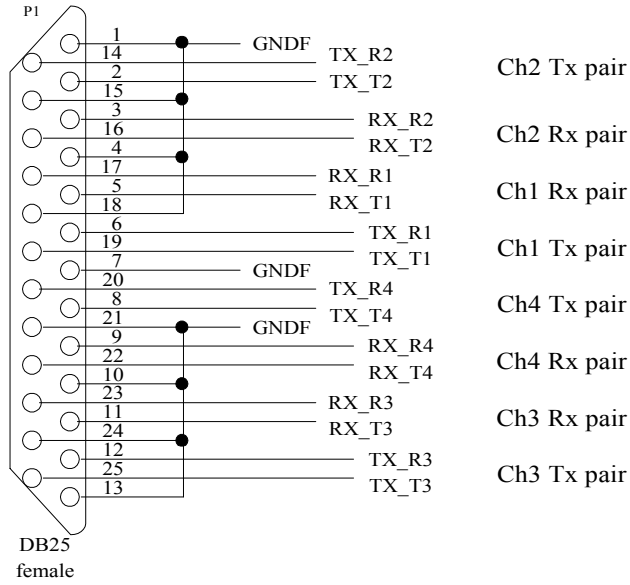 P1
1 GNDF
14 TX_R2
2 TX_T2 Ch2 Tx pair
15
3 RX_R2
16 RX_T2 Ch2 Rx pair
4
17 RX_R1
5 RX_T1 Ch1 Rx pair
18
6 TX_R1
19 TX_T1 Ch1 Tx pair
7 GNDF
20 TX_R4
8 TX_T4 Ch4 Tx pair
21 GNDF
9 RX_R4
22 RX_T4 Ch4 Rx pair
10
23 RX_R3
11 RX_T3 Ch3 Rx pair
24
12 TX_R3
25 TX_T3 Ch3 Tx pair
13
DB25
female